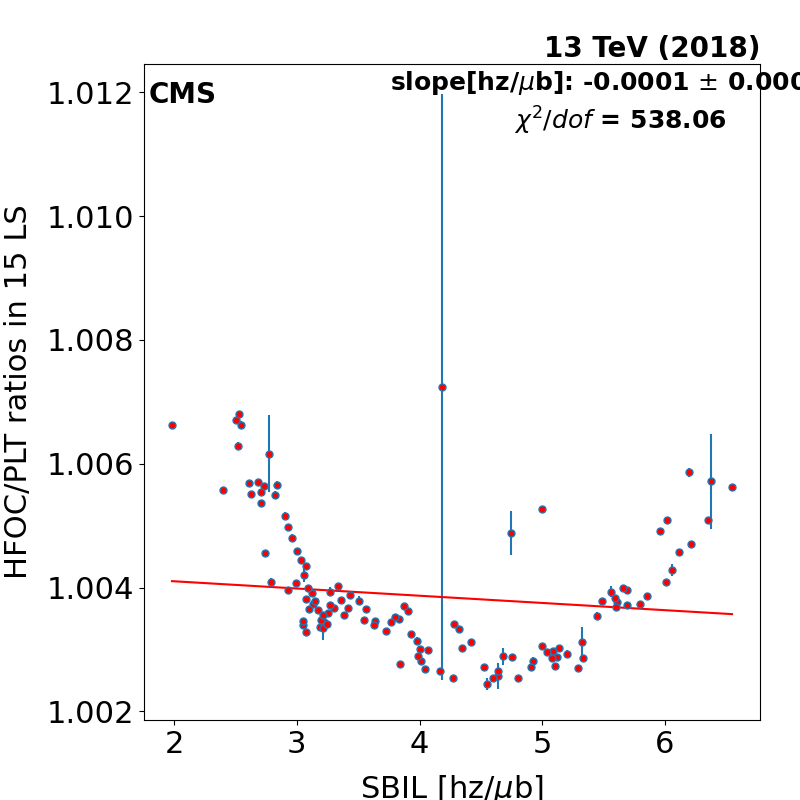 13 TeV (2018)
CMS
slope[hz/μb]: -0.0001 ± 0.000
χ²/dof = 538.06
1.012
1.010
1.008
1.006
1.004
1.002
HFOC/PLT ratios in 15 LS
2 3 4 5 6
SBIL [hz/μb]